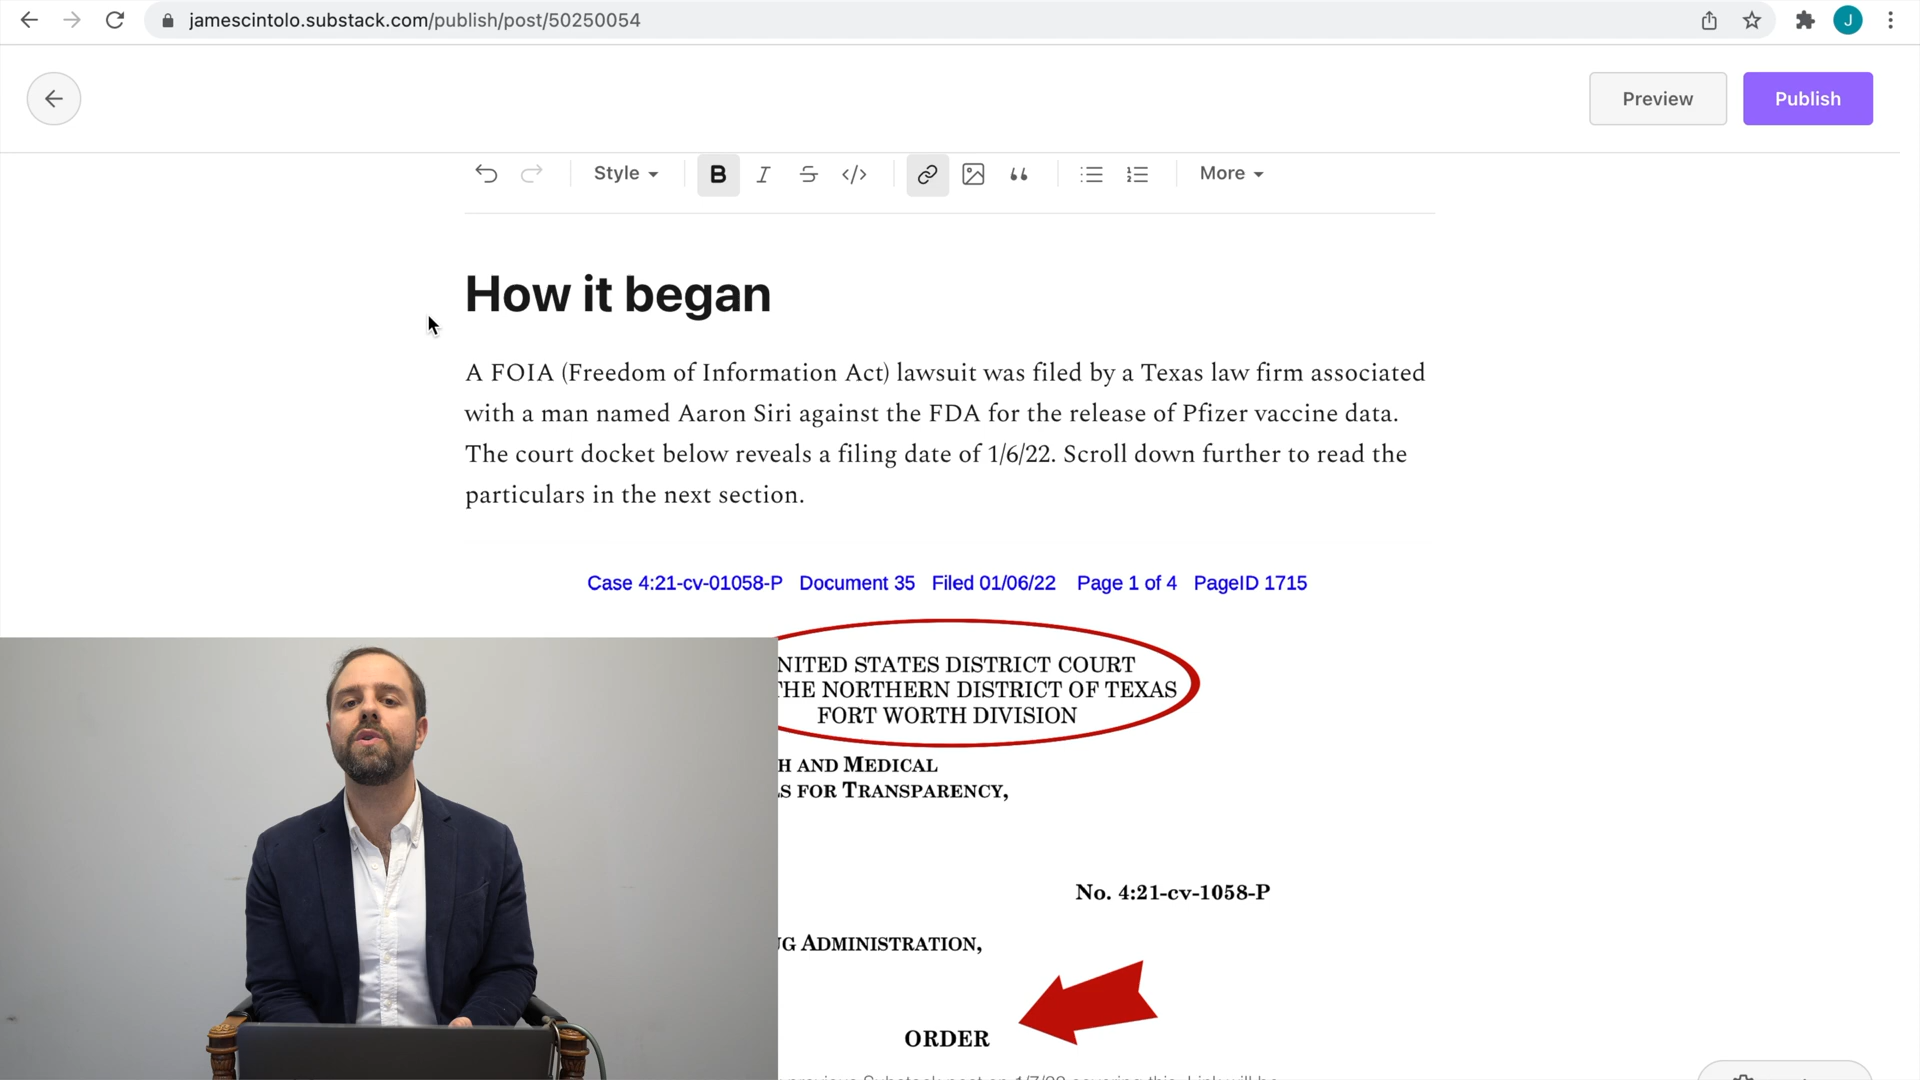 jamescintolo.substack.com/publish/post/50250054
J
Preview
Publish
Style
B
More
How it began
A FOIA (Freedom of Information Act) lawsuit was filed by a Texas law firm associated
with a man named Aaron Siri against the FDA for the release of Pfizer vaccine data.
The court docket below reveals a filing date of 1/6/22. Scroll down further to read the
particulars in the next section.
Case 4:21-cv-01058-P Document 35 Filed 01/06/22 Page 1 of 4 PageID 1715
NITED STATES DISTRICT COURT
THE NORTHERN DISTRICT OF TEXAS
FORT WORTH DIVISION
H AND MEDICAL
S FOR TRANSPARENCY,
No. 4:21-cv-1058-P
G ADMINISTRATION,
ORDER